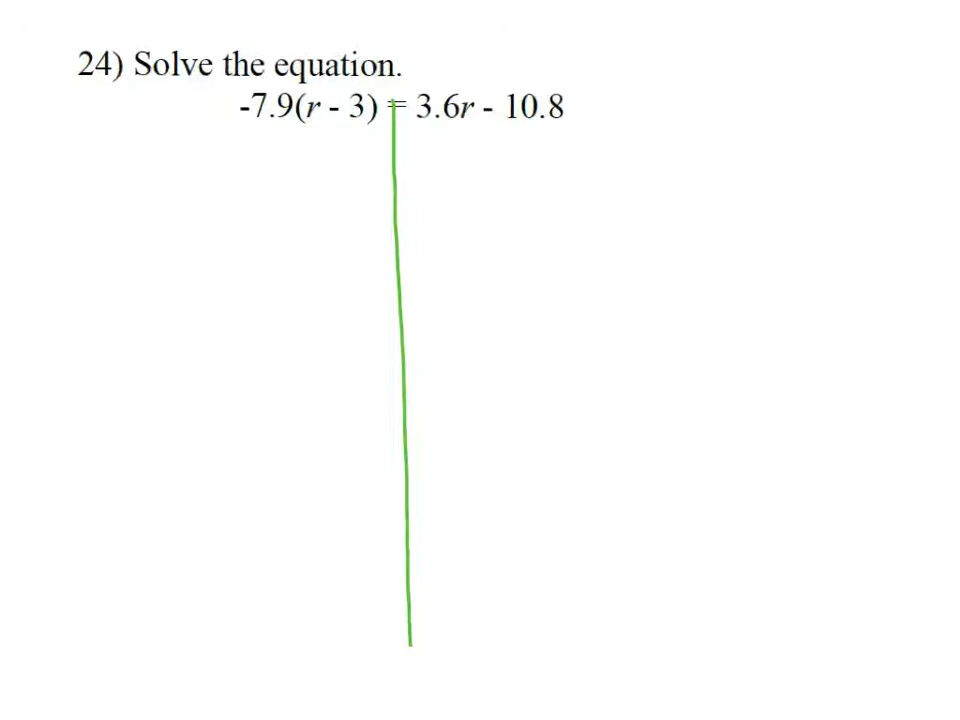 24) Solve the equation.
-7.9(r - 3) = 3.6r - 10.8